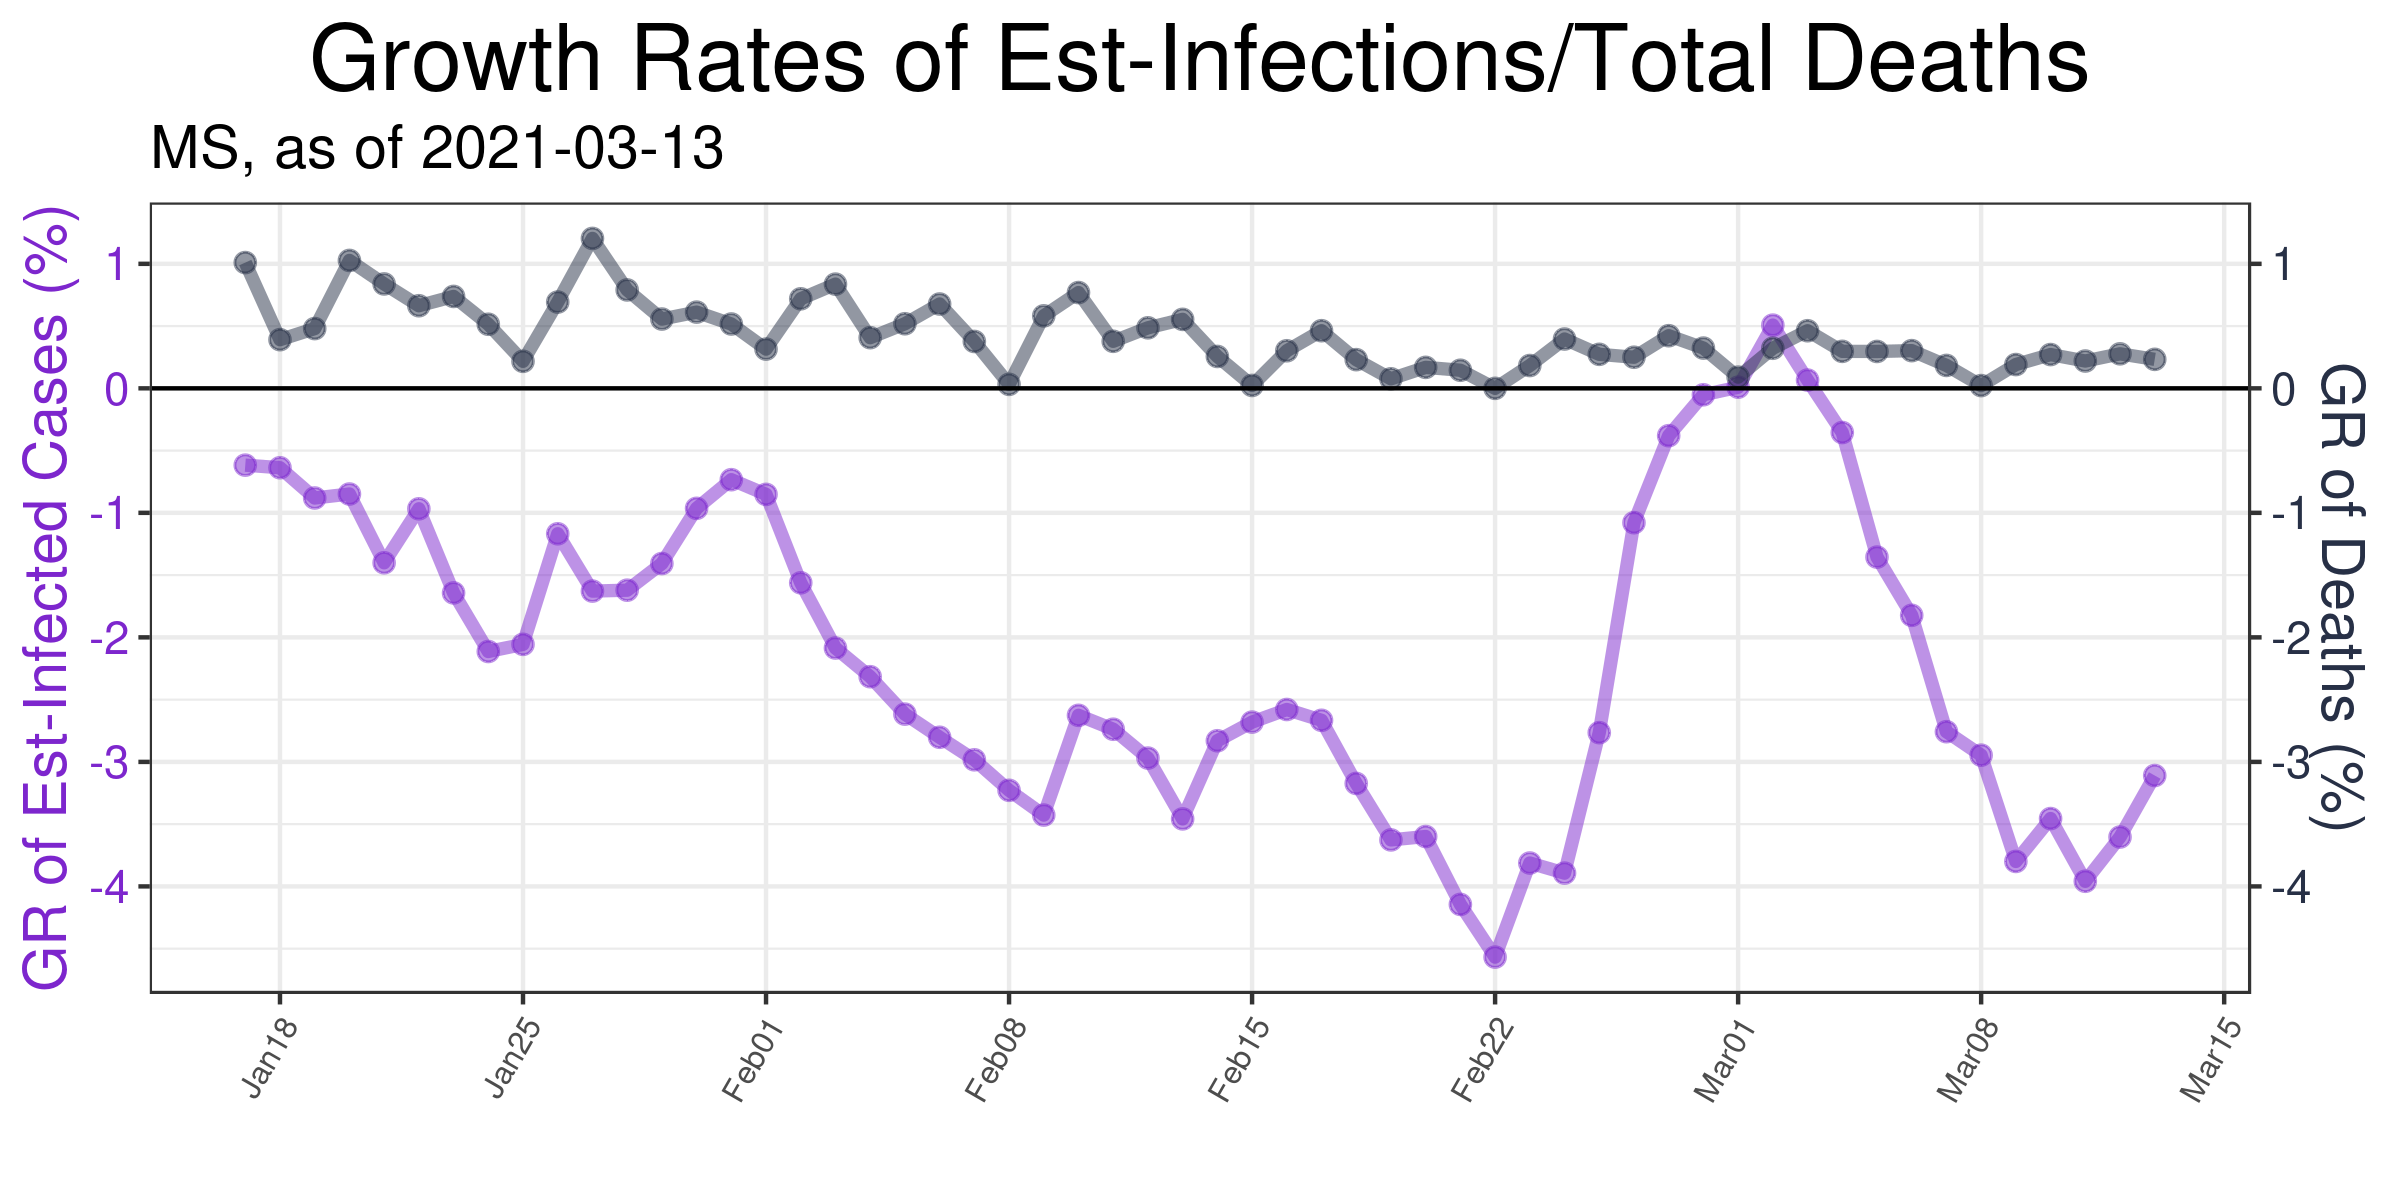 Growth Rates of Est-Infections/Total Deaths
MS, as of 2021-03-13
GR of Est-Infected Cases (%)
1
0
-1
-2
-3
-4
1
0
-1
-2
-3
-4
GR of Deaths (%)
Jan18
Jan25
Feb01
Feb08
Feb15
Feb22
Mar01
Mar08
Mar15